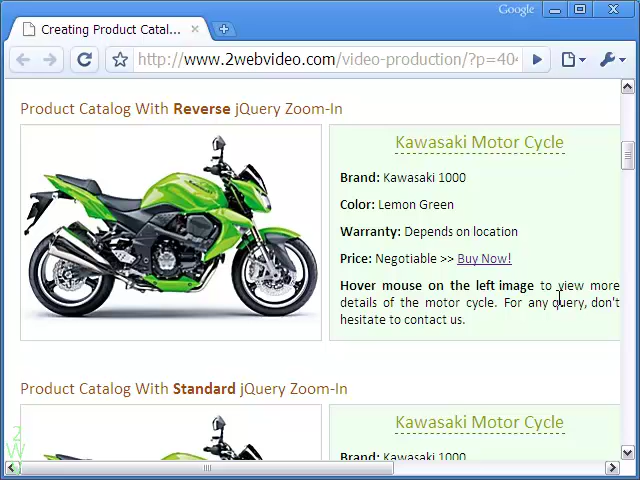 Google
Creating Product Catal...
http://www.2webvideo.com/video-production/?p=40
Product Catalog With Reverse jQuery Zoom-In
Kawasaki Motor Cycle
Brand: Kawasaki 1000
Color: Lemon Green
Warranty: Depends on location
Price: Negotiable >> Buy Now!
Hover mouse on the left image to view more
details of the motor cycle. For any query, don't
hesitate to contact us.
Product Catalog With Standard jQuery Zoom-In
Kawasaki Motor Cycle
Brand: Kawasaki 1000
2
W